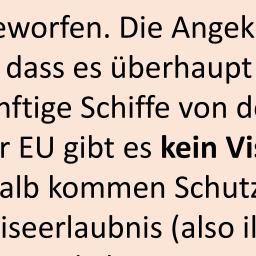 eworfen. Die Angek
dass es überhaupt
nftige Schiffe von d
r EU gibt es kein Vis
alb kommen Schutz
iseerlaubnis (also il